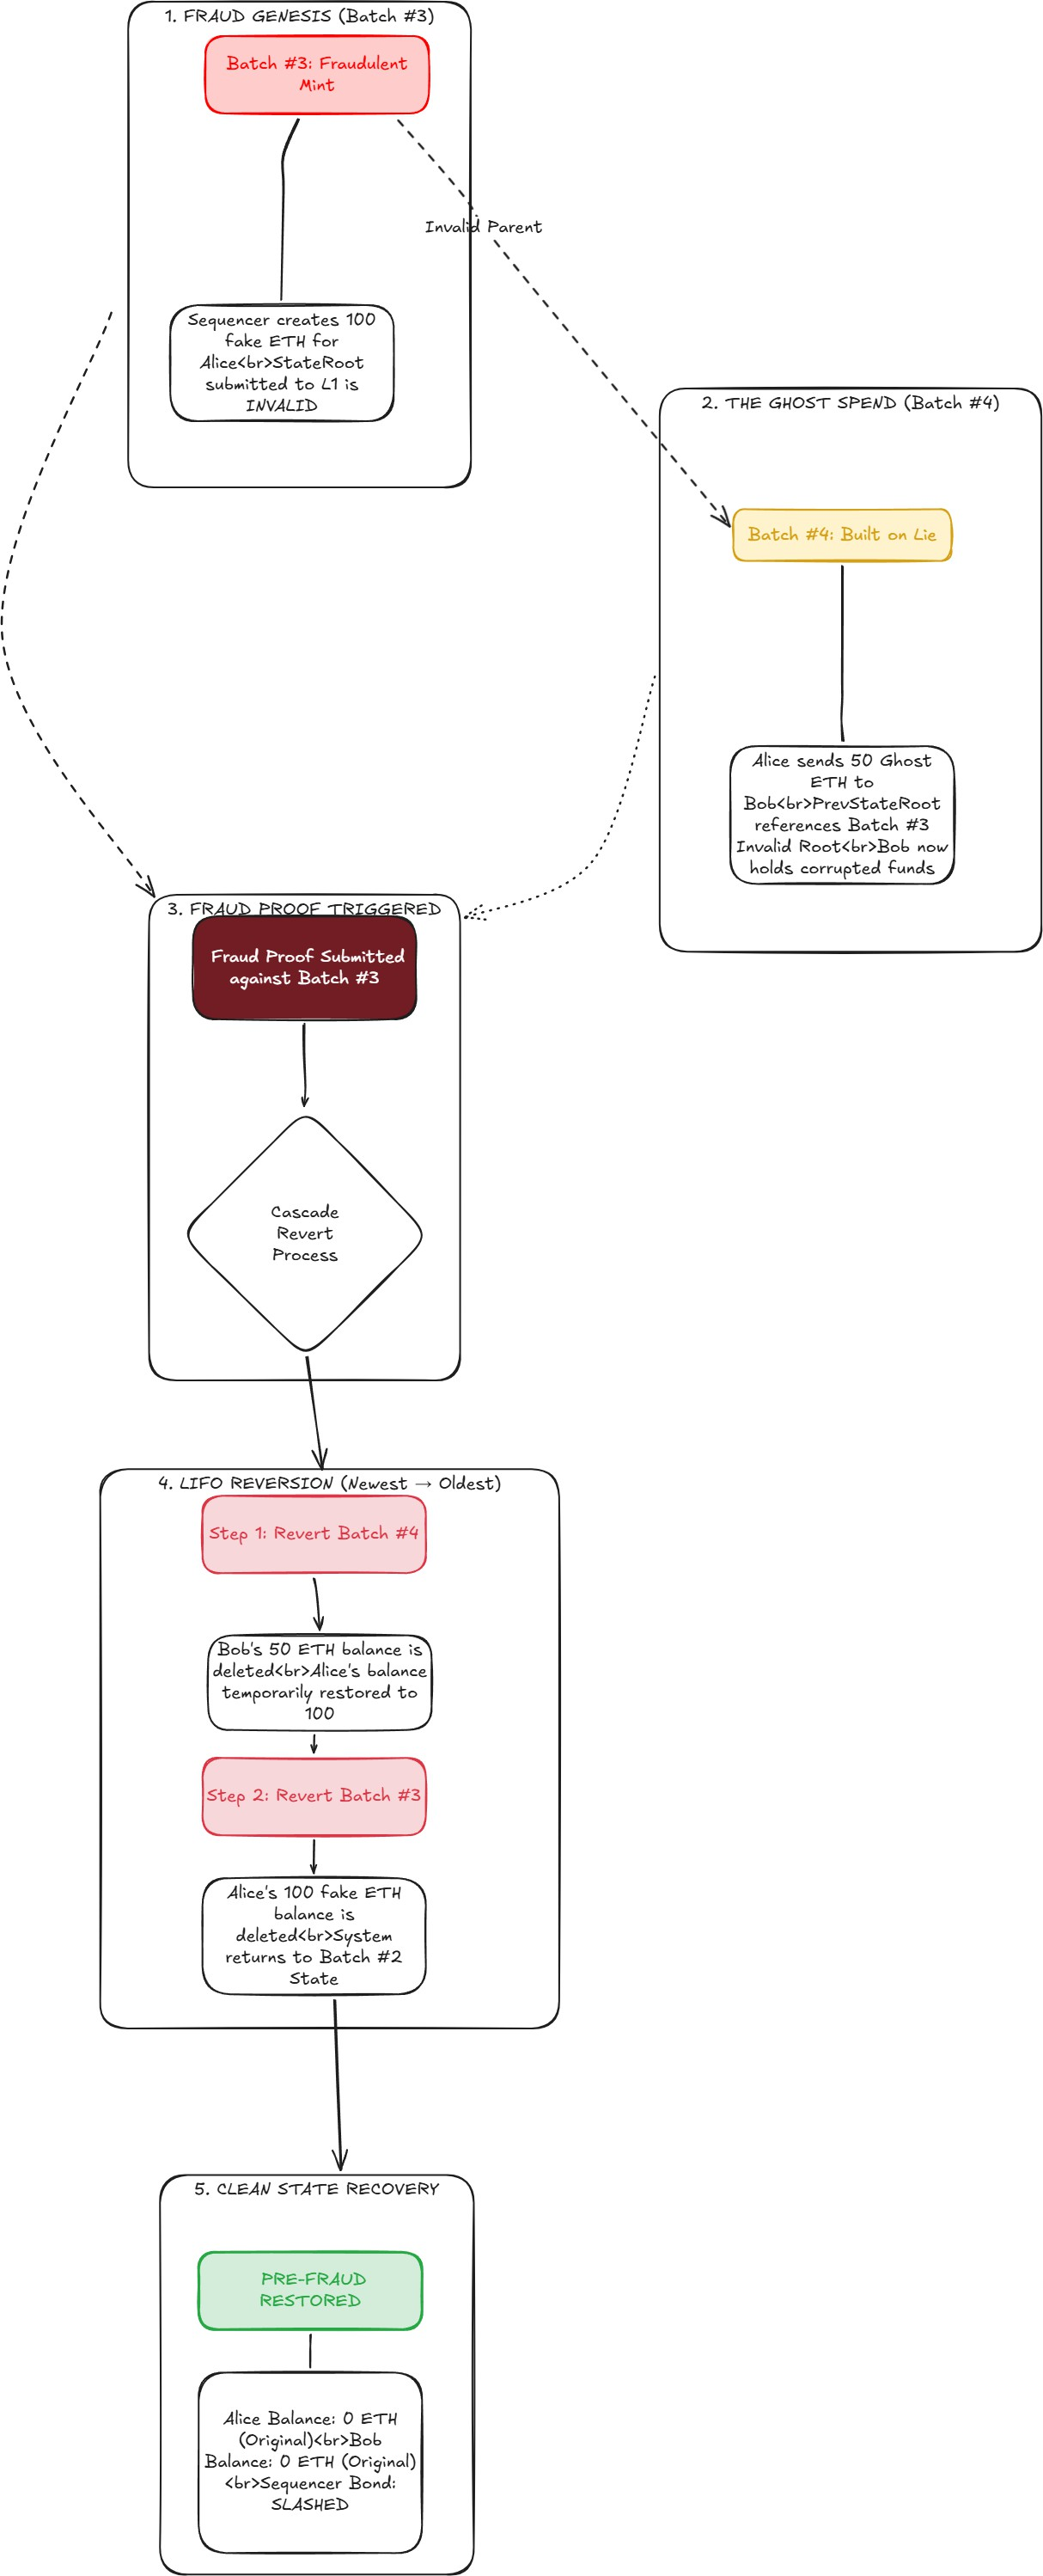 1. FRAUD GENESIS (Batch #3)
Batch #3: Fraudulent
Mint
Invalid Parent
Sequencer creates 100
fake ETH for
Alice<br>StateRoot
submitted to L1 is
INVALID
2. THE GHOST SPEND (Batch #4)
Batch #4: Built on Lie
Alice sends 50 Ghost
ETH to
Bob<br>PrevStateRoot
references Batch #3
Invalid Root<br>Bob now
holds corrupted funds
3. FRAUD PROOF TRIGGERED
Fraud Proof Submitted
against Batch #3
Cascade
Revert
Process
4. LIFO REVERSION (Newest → Oldest)
Step 1: Revert Batch #4
Bob's 50 ETH balance is
deleted<br>Alice's balance
temporarily restored to
100
Step 2: Revert Batch #3
Alice's 100 fake ETH
balance is
deleted<br>System
returns to Batch #2
State
5. CLEAN STATE RECOVERY
PRE-FRAUD
RESTORED
Alice Balance: 0 ETH
(Original)<br>Bob
Balance: 0 ETH (Original)
<br>Sequencer Bond:
SLASHED